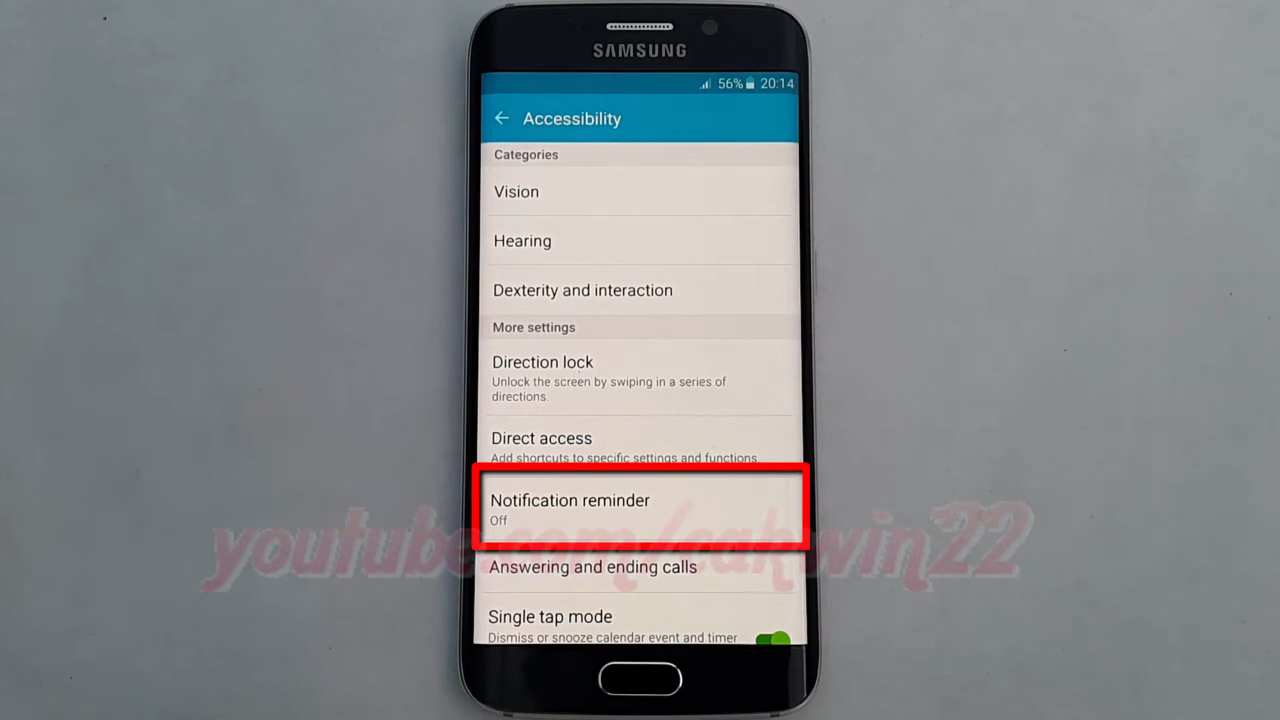 SAMSUNG
56% 20:14
Accessibility
Categories
Vision
Hearing
Dexterity and interaction
More settings
Direction lock
Unlock the screen by swiping in a series of
directions.
Direct access
Add shortcuts to specific settings and functions.
Notification reminder
Off
youtube.com/cakwin22
Answering and ending calls
Single tap mode
Dismiss or snooze calendar event and timer